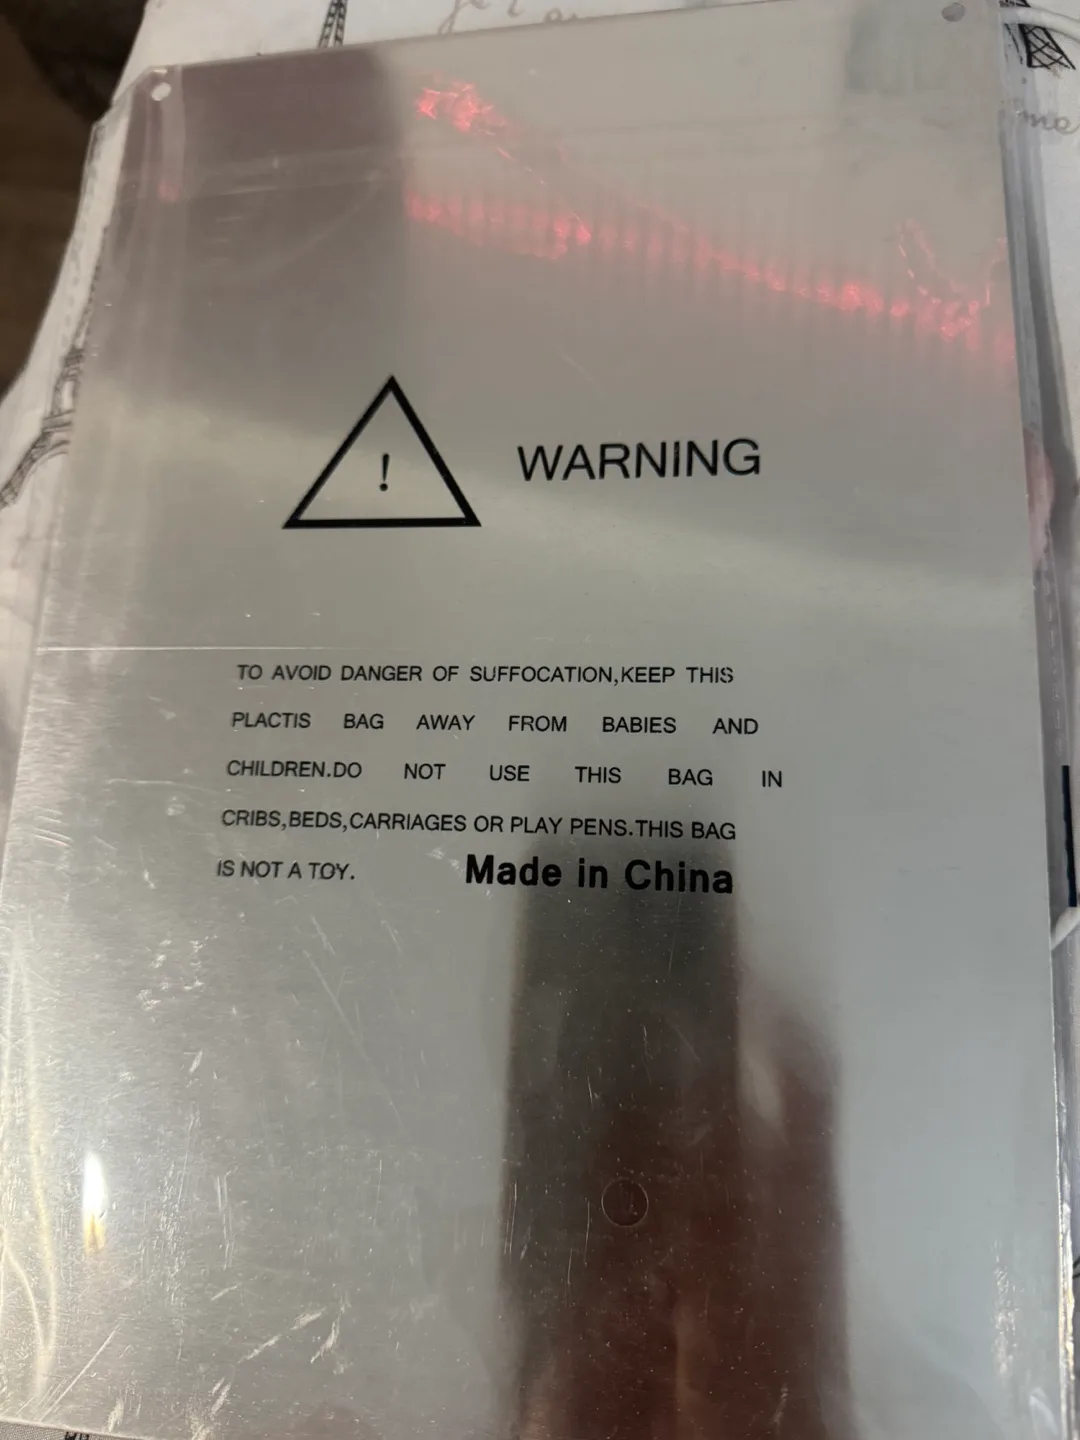 ! WARNING
TO AVOID DANGER OF SUFFOCATION,KEEP THIS
PLACTIS BAG AWAY FROM BABIES AND
CHILDREN.DO NOT USE THIS BAG IN
CRIBS,BEDS,CARRIAGES OR PLAY PENS.THIS BAG
IS NOT A TOY. Made in China